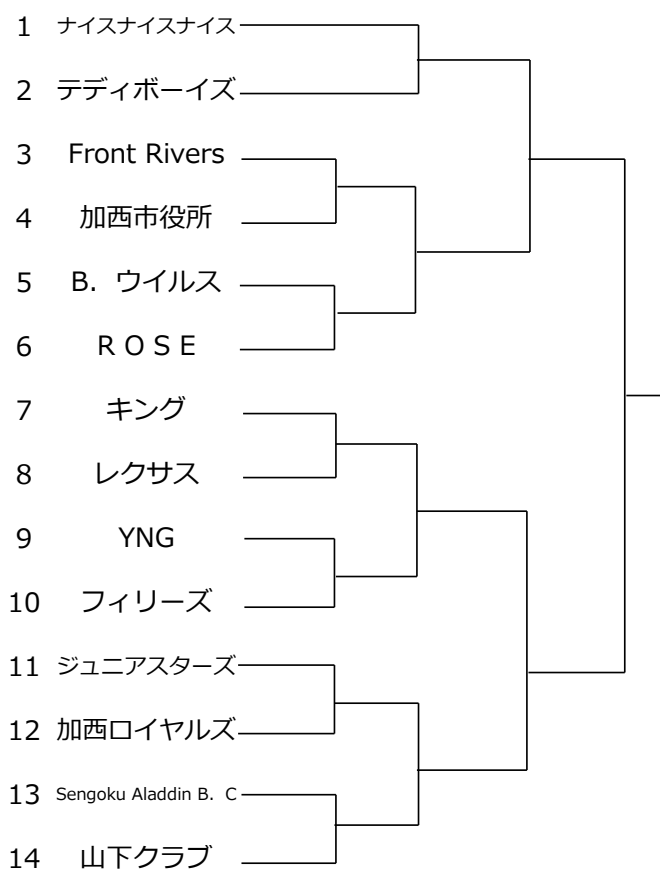 1 ナイスナイスナイス
2 テディボーイズ
3 Front Rivers
4 加西市役所
5 B．ウイルス
6 ＲＯＳＥ
7 キング
8 レクサス
9 YNG
10 フィリーズ
11 ジュニアスターズ
12 加西ロイヤルズ
13 Sengoku Aladdin B．C
14 山下クラブ